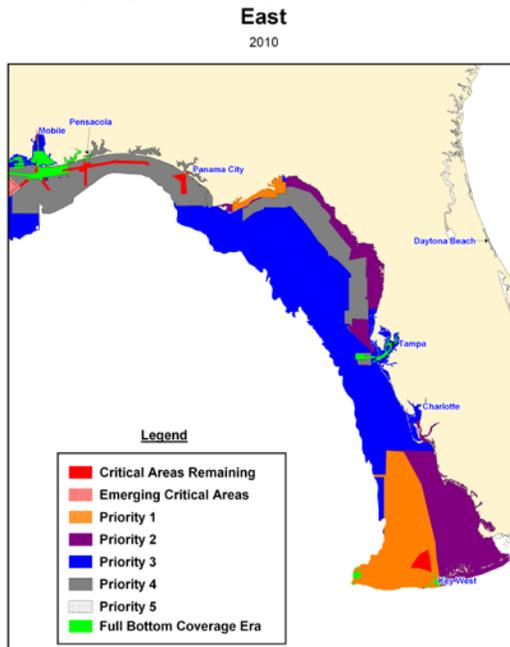 East
2010
Mobile
Pensacola
Panama City
Daytona Beach
Tampa
Charlotte
Legend
Critical Areas Remaining
Emerging Critical Areas
Priority 1
Priority 2
Priority 3
Priority 4
Priority 5
Full Bottom Coverage Era
Key West